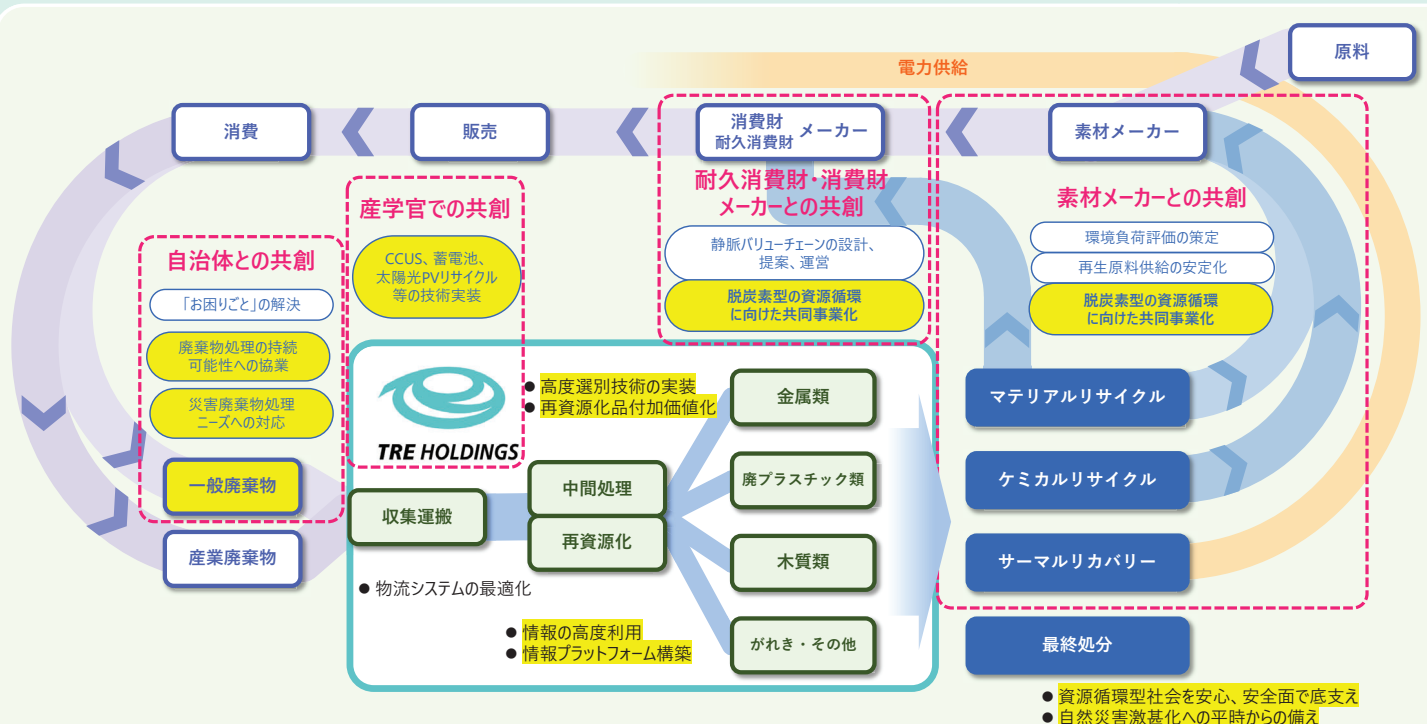 原料
電力供給
消費
販売
消費財
耐久消費財
メーカー
素材メーカー
自治体との共創
「お困りごと」の解決
廃棄物処理の持続
可能性への協業
災害廃棄物処理
ニーズへの対応
一般廃棄物
産業廃棄物
産学官での共創
CCUS、蓄電池、
太陽光PVリサイクル
等の技術実装
耐久消費財・消費財
メーカーとの共創
静脈バリューチェーンの設計、
提案、運営
脱炭素型の資源循環
に向けた共同事業化
素材メーカーとの共創
環境負荷評価の策定
再生原料供給の安定化
脱炭素型の資源循環
に向けた共同事業化
TRE HOLDINGS
● 高度選別技術の実装
● 再資源化品付加価値化
収集運搬
中間処理
再資源化
● 物流システムの最適化
● 情報の高度利用
● 情報プラットフォーム構築
金属類
廃プラスチック類
木質類
がれき・その他
マテリアルリサイクル
ケミカルリサイクル
サーマルリカバリー
最終処分
● 資源循環型社会を安心、安全面で底支え
● 自然災害激甚化への平時からの備え